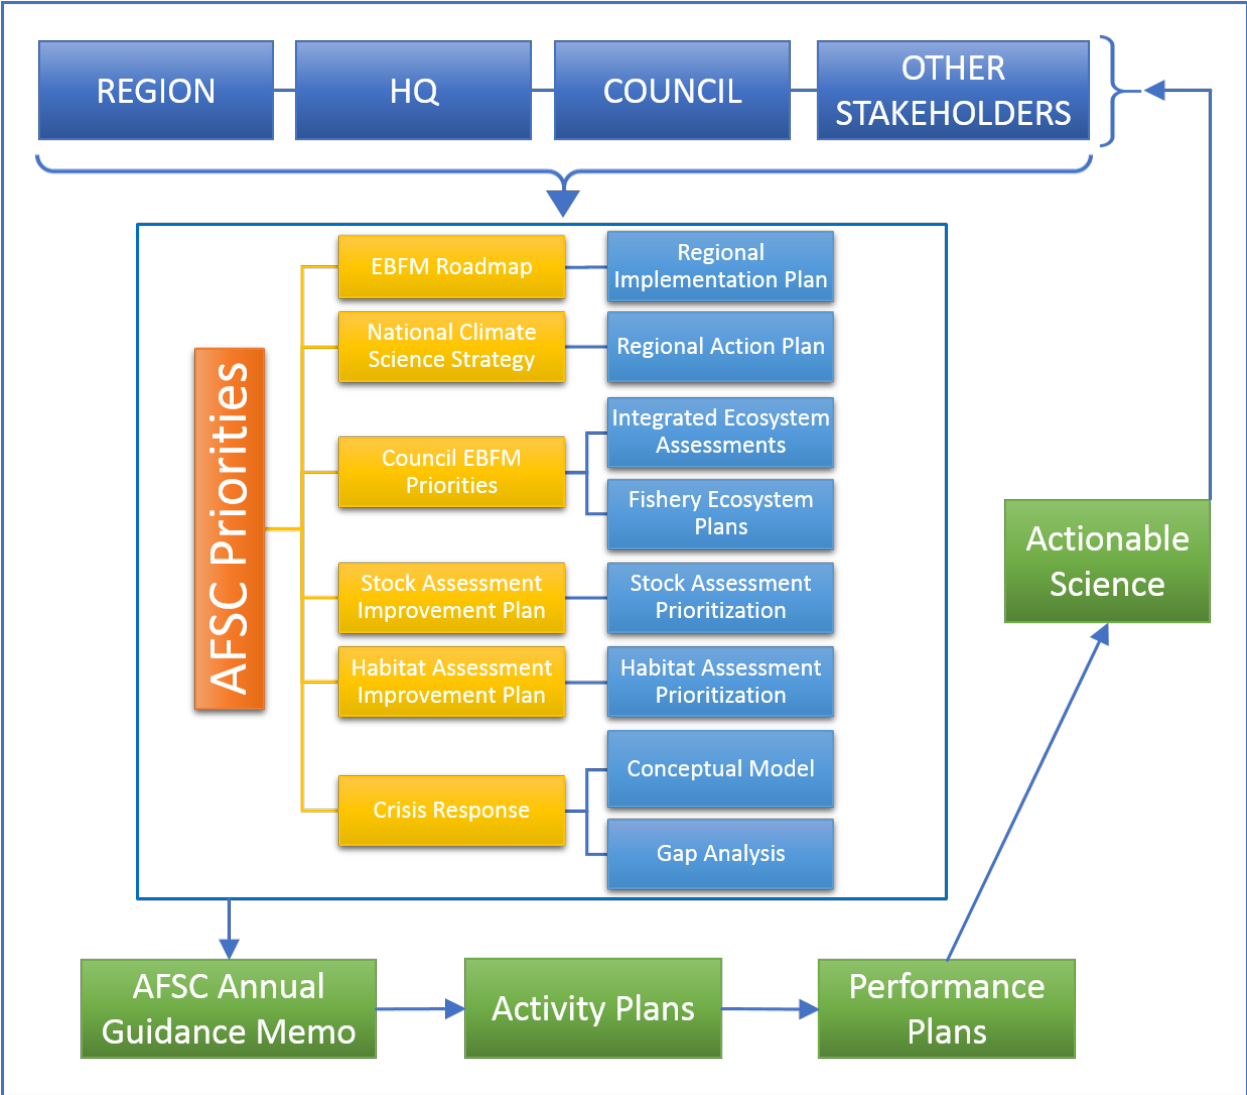 REGION
HQ
COUNCIL
OTHER
STAKEHOLDERS
AFSC Priorities
EBFM Roadmap
Regional
Implementation Plan
National Climate
Science Strategy
Regional Action Plan
Council EBFM
Priorities
Integrated Ecosystem
Assessments
Fishery Ecosystem
Plans
Stock Assessment
Improvement Plan
Stock Assessment
Prioritization
Habitat Assessment
Improvement Plan
Habitat Assessment
Prioritization
Crisis Response
Conceptual Model
Gap Analysis
AFSC Annual
Guidance Memo
Activity Plans
Performance
Plans
Actionable
Science